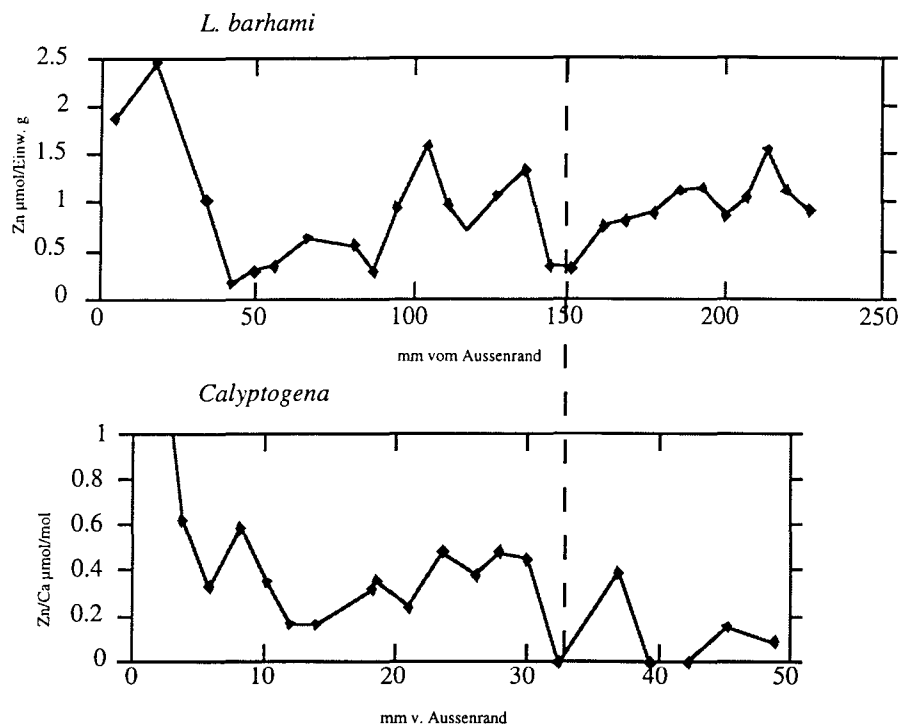 L. barhami
2.5
2
1.5
1
0.5
0
Zn µmol/Einw. g
0 50 100 150 200 250
mm vom Aussenrand
Calyptogena
1
0.8
0.6
0.4
0.2
0
Zn/Ca µmol/mol
0 10 20 30 40 50
mm v. Aussenrand